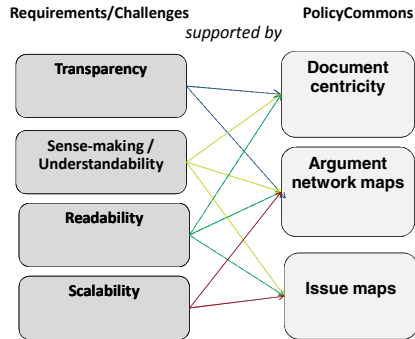 Requirements/Challenges
PolicyCommons
supported by
Transparency
Document
centricity
Sense-making /
Understandability
Argument
network maps
Readability
Scalability
Issue maps